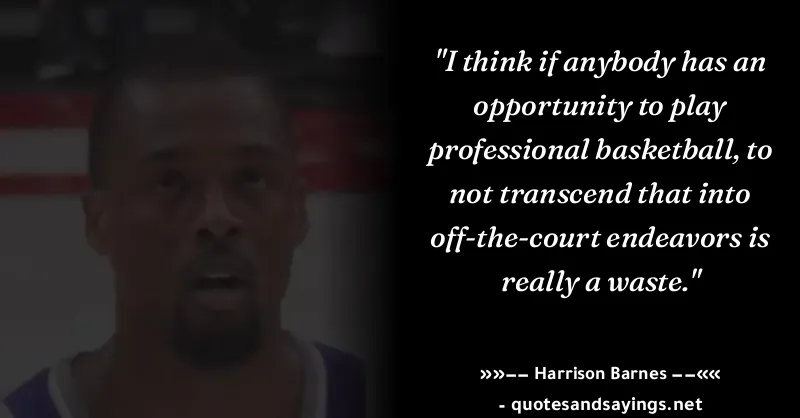 "I think if anybody has an
opportunity to play
professional basketball, to
not transcend that into
off-the-court endeavors is
really a waste."
»»−− Harrison Barnes −−««
- quotesandsayings.net